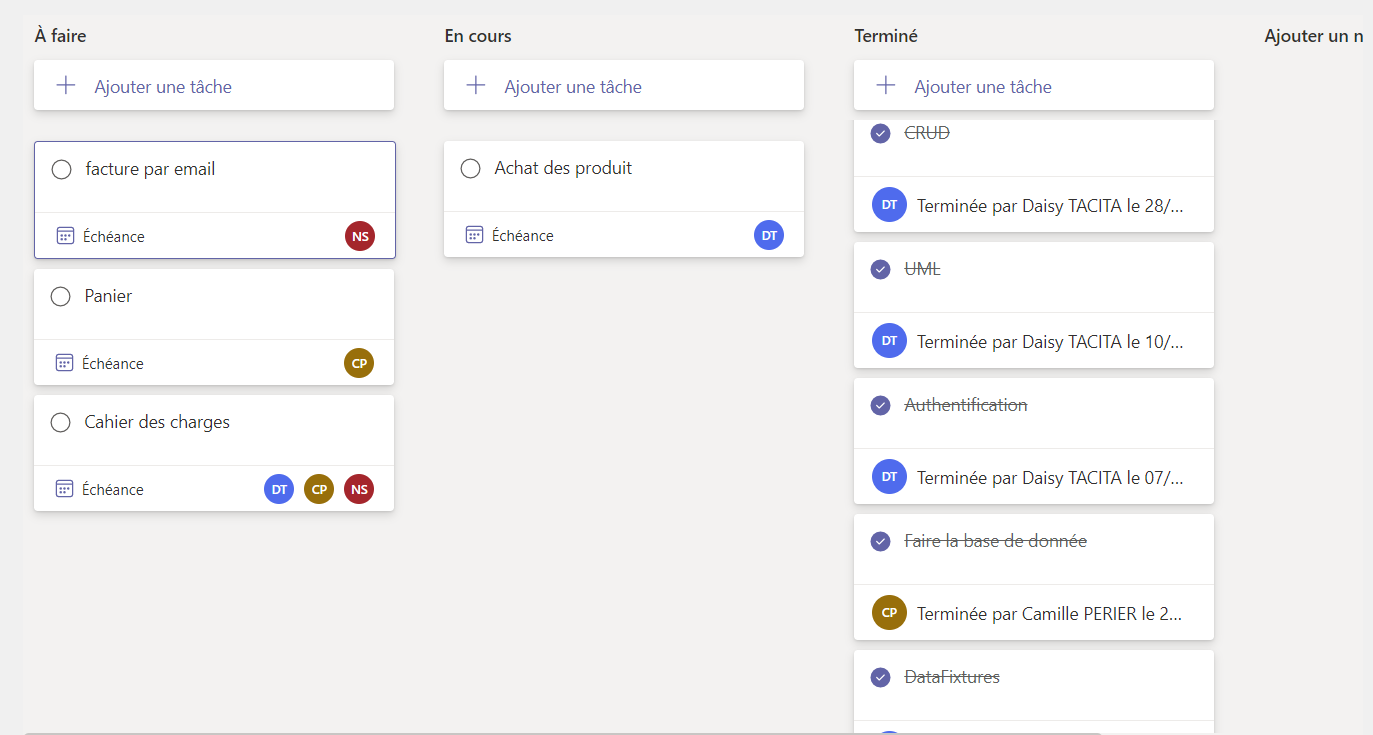 À faire
Ajouter une tâche
facture par email
Échéance
NS
Panier
Échéance
CP
Cahier des charges
Échéance
DT CP NS
En cours
Ajouter une tâche
Achat des produit
Échéance
DT
Terminé
Ajouter une tâche
CRUD
DT Terminée par Daisy TACITA le 28/...
UML
DT Terminée par Daisy TACITA le 10/...
Authentification
DT Terminée par Daisy TACITA le 07/...
Faire la base de donnée
CP Terminée par Camille PERIER le 2...
DataFixtures
Ajouter un n